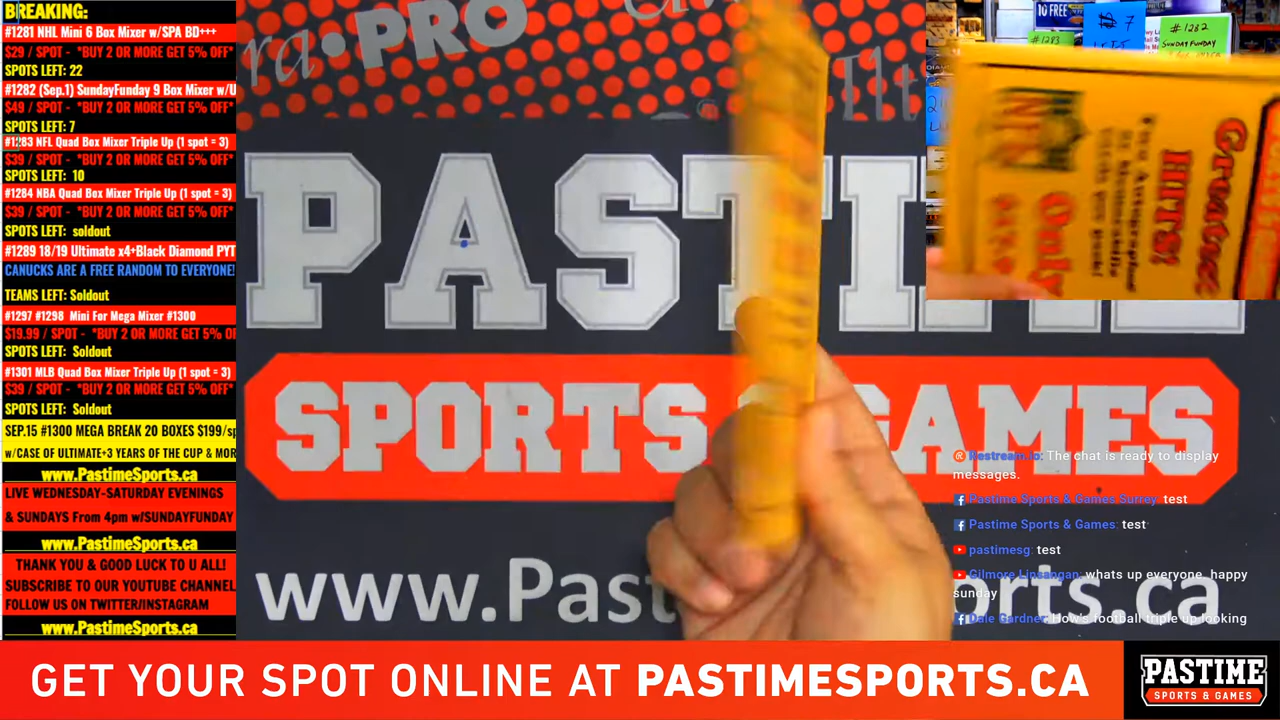 BREAKING:
#1281 NHL Mini 6 Box Mixer w/SPA BD+++
$29 / SPOT - *BUY 2 OR MORE GET 5% OFF*
SPOTS LEFT: 22
#1282 (Sep.1) SundayFunday 9 Box Mixer w/U
$49 / SPOT - *BUY 2 OR MORE GET 5% OFF*
SPOTS LEFT: 7
#1283 NFL Quad Box Mixer Triple Up (1 spot = 3)
$39 / SPOT - *BUY 2 OR MORE GET 5% OFF*
SPOTS LEFT: 10
#1284 NBA Quad Box Mixer Triple Up (1 spot = 3)
$39 / SPOT - *BUY 2 OR MORE GET 5% OFF*
SPOTS LEFT: soldout
#1289 18/19 Ultimate x4+Black Diamond PYT
CANUCKS ARE A FREE RANDOM TO EVERYONE!
TEAMS LEFT: Soldout
#1297 #1298 Mini For Mega Mixer #1300
$19.99 / SPOT - *BUY 2 OR MORE GET 5% OF
SPOTS LEFT: Soldout
#1301 MLB Quad Box Mixer Triple Up (1 spot = 3)
$39 / SPOT - *BUY 2 OR MORE GET 5% OFF*
SPOTS LEFT: Soldout
SEP.15 #1300 MEGA BREAK 20 BOXES $199/sp
w/CASE OF ULTIMATE+3 YEARS OF THE CUP & MOR
www.PastimeSports.ca
LIVE WEDNESDAY-SATURDAY EVENINGS
& SUNDAYS From 4pm w/SUNDAYFUNDAY
www.PastimeSports.ca
THANK YOU & GOOD LUCK TO U ALL!
SUBSCRIBE TO OUR YOUTUBE CHANNEL
FOLLOW US ON TWITTER/INSTAGRAM
www.PastimeSports.ca
ra PRO
Elt
PASTIME
SPORTS GAMES
www.Past orts.ca
10 FREE
7
#1283
#1282
SUNDAY FUNDAY
Greatest
HITS!
NFL
Only
Restream.io: The chat is ready to display
messages.
Pastime Sports & Games Surrey: test
Pastime Sports & Games: test
pastimesg: test
Gilmore Linsangan: whats up everyone, happy
sunday
Dale Gardner: How's football triple up looking
GET YOUR SPOT ONLINE AT PASTIMESPORTS.CA
PASTIME
SPORTS & GAMES